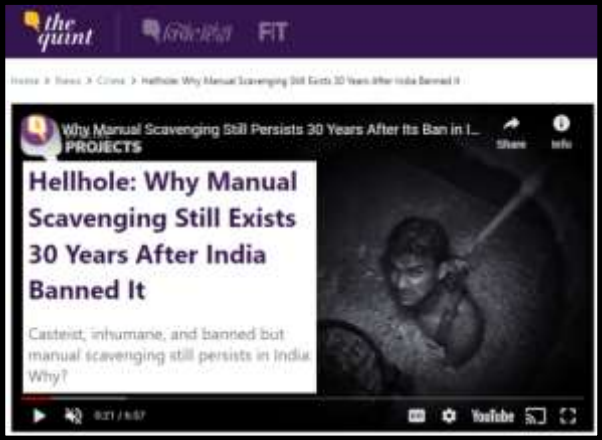 the
quint
FIT
Home > News > Crime > Hellhole: Why Manual Scavenging Still Exists 30 Years After India Banned It
Why Manual Scavenging Still Persists 30 Years After Its Ban in I...
Share
Info
PROJECTS
Hellhole: Why Manual
Scavenging Still Exists
30 Years After India
Banned It
Casteist, inhumane, and banned but
manual scavenging still persists in India.
Why?
0:21 / 6:57
YouTube